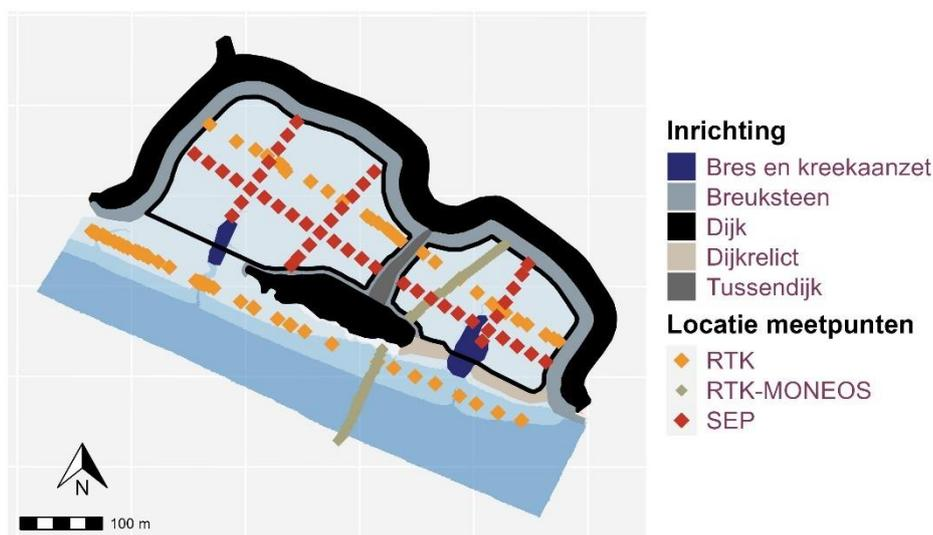 Inrichting
Bres en kreekaanzet
Breuksteen
Dijk
Dijkrelict
Tussendijk
Locatie meetpunten
RTK
RTK-MONEOS
SEP
N
100 m